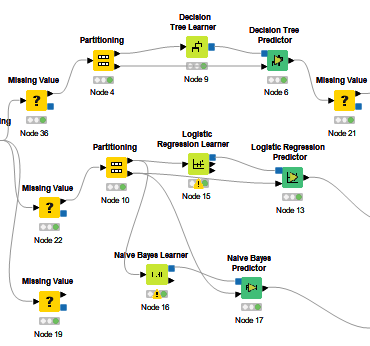 Decision
Tree Learner
Node 9
Partitioning
Node 4
Decision Tree
Predictor
Node 6
Missing Value
?
Node 36
Missing Value
?
Node 21
ng
Partitioning
Node 10
Logistic
Regression Learner
Node 15
Logistic Regression
Predictor
Node 13
Missing Value
?
Node 22
Naive Bayes Learner
Node 16
Naive Bayes
Predictor
Node 17
Missing Value
?
Node 19